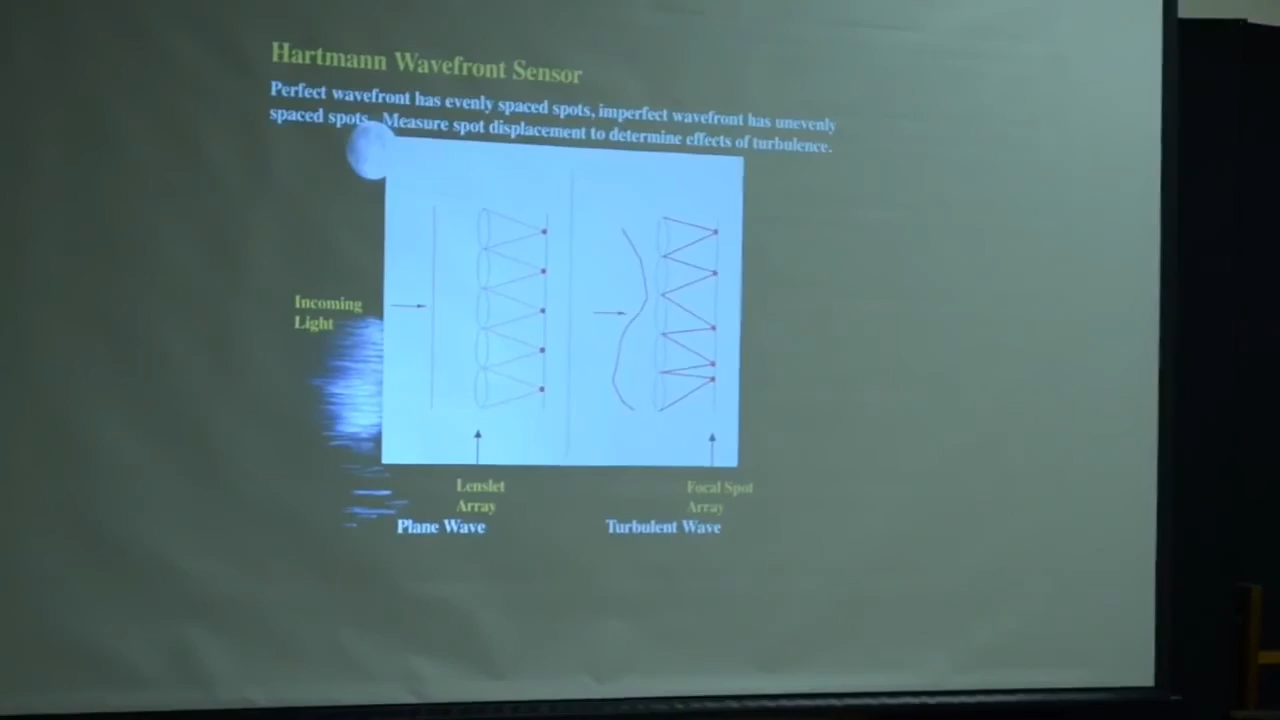 Hartmann Wavefront Sensor
Perfect wavefront has evenly spaced spots, imperfect wavefront has unevenly
spaced spots. Measure spot displacement to determine effects of turbulence.
Incoming
Light
Lenslet
Array
Focal Spot
Array
Plane Wave
Turbulent Wave